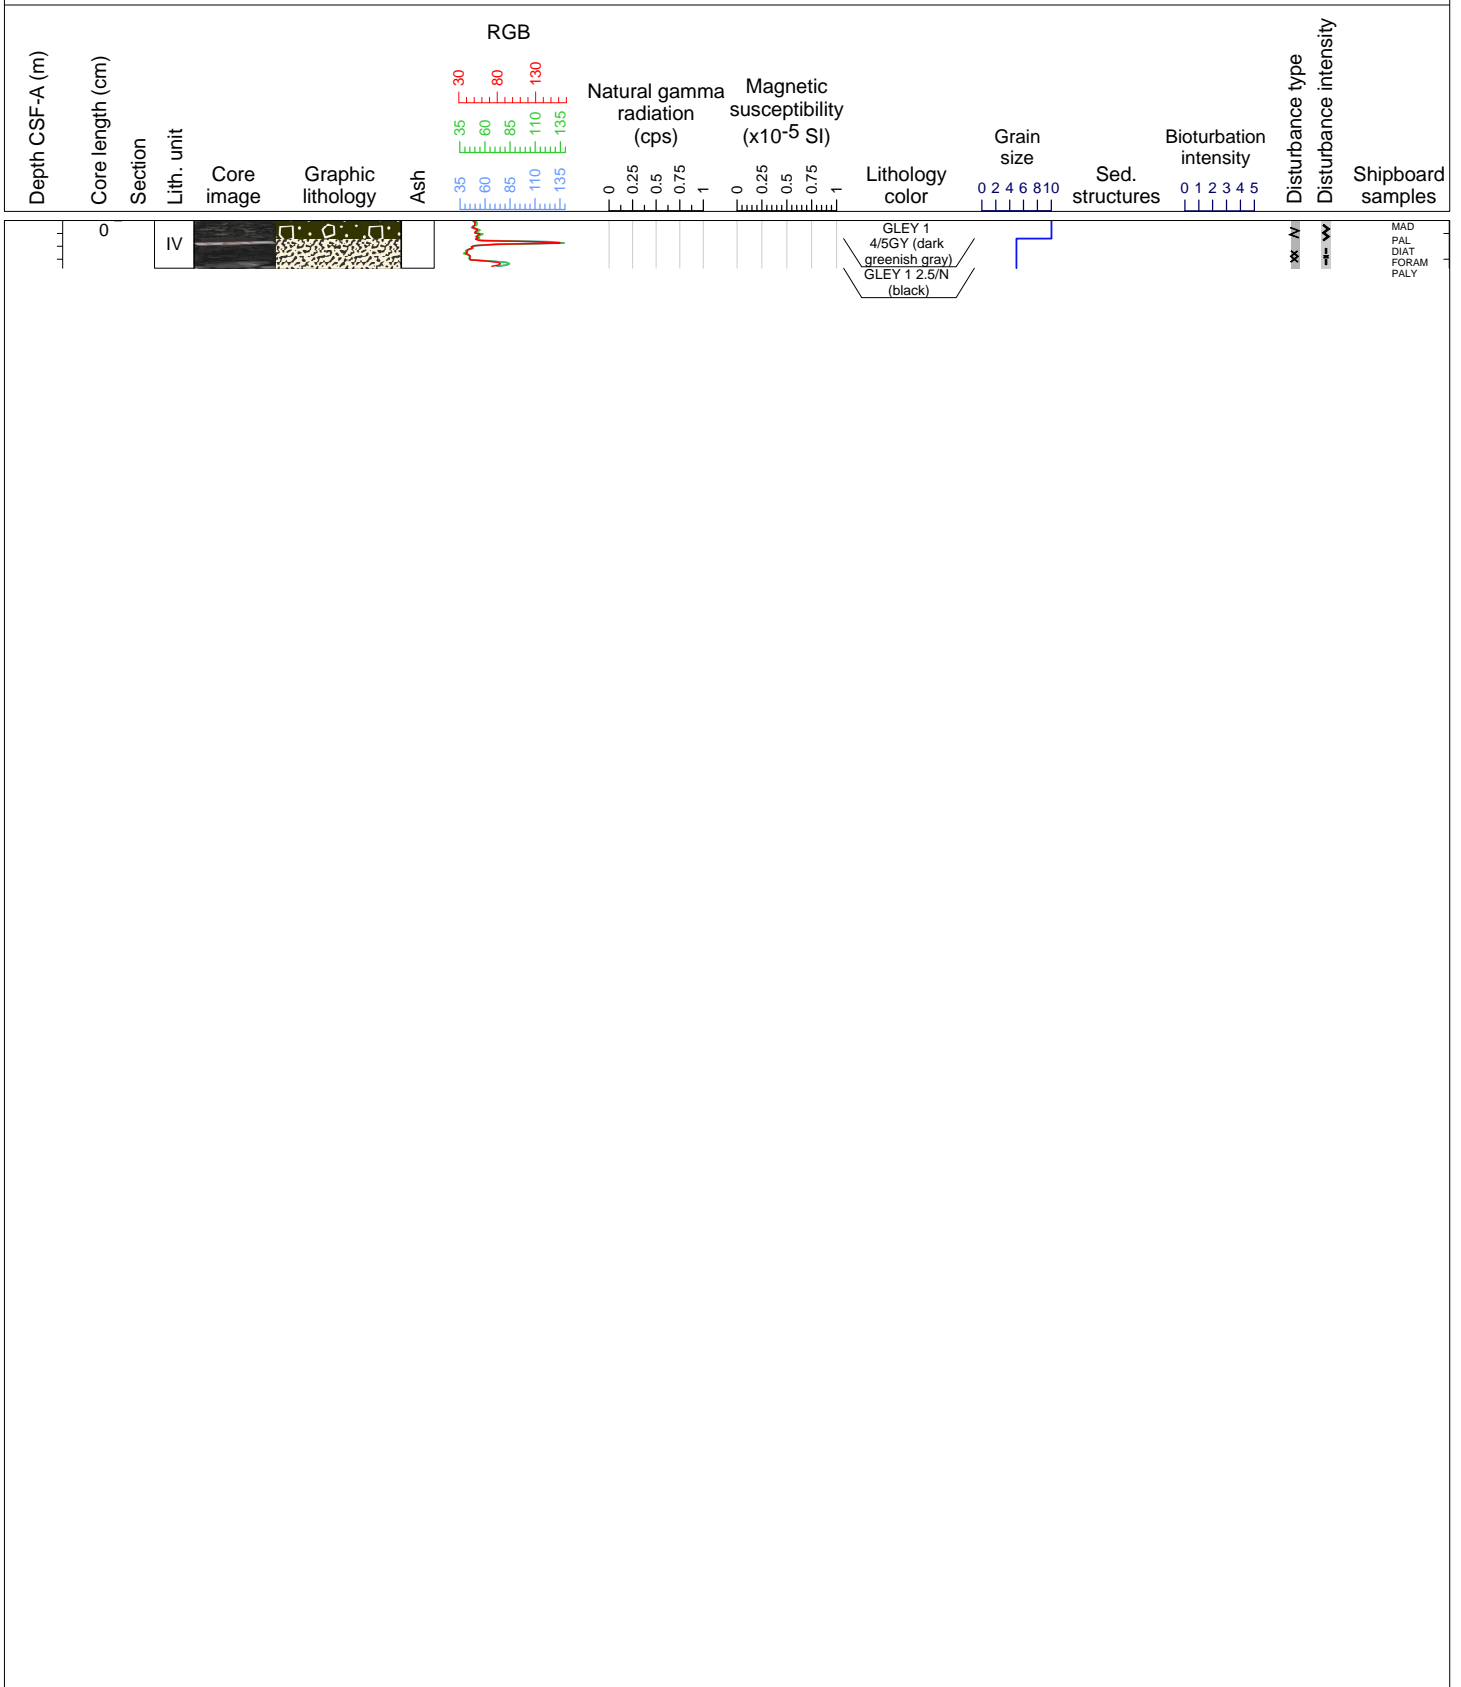 RGB
Depth CSF-A (m)
Core length (cm)
Section
Lith. unit
Core
image
Graphic
lithology
Ash
30 80 130
35 60 85 110 135
35 60 85 110 135
Natural gamma
radiation
(cps)
0 0.25 0.5 0.75 1
Magnetic
susceptibility
(x10-5 SI)
0 0.25 0.5 0.75 1
Lithology
color
Grain
size
0 2 4 6 8 10
Sed.
structures
Bioturbation
intensity
0 1 2 3 4 5
Disturbance type
Disturbance intensity
Shipboard
samples
0
IV
GLEY 1
4/5GY (dark
greenish gray)
GLEY 1 2.5/N
(black)
MAD
PAL
DIAT
FORAM
PALY